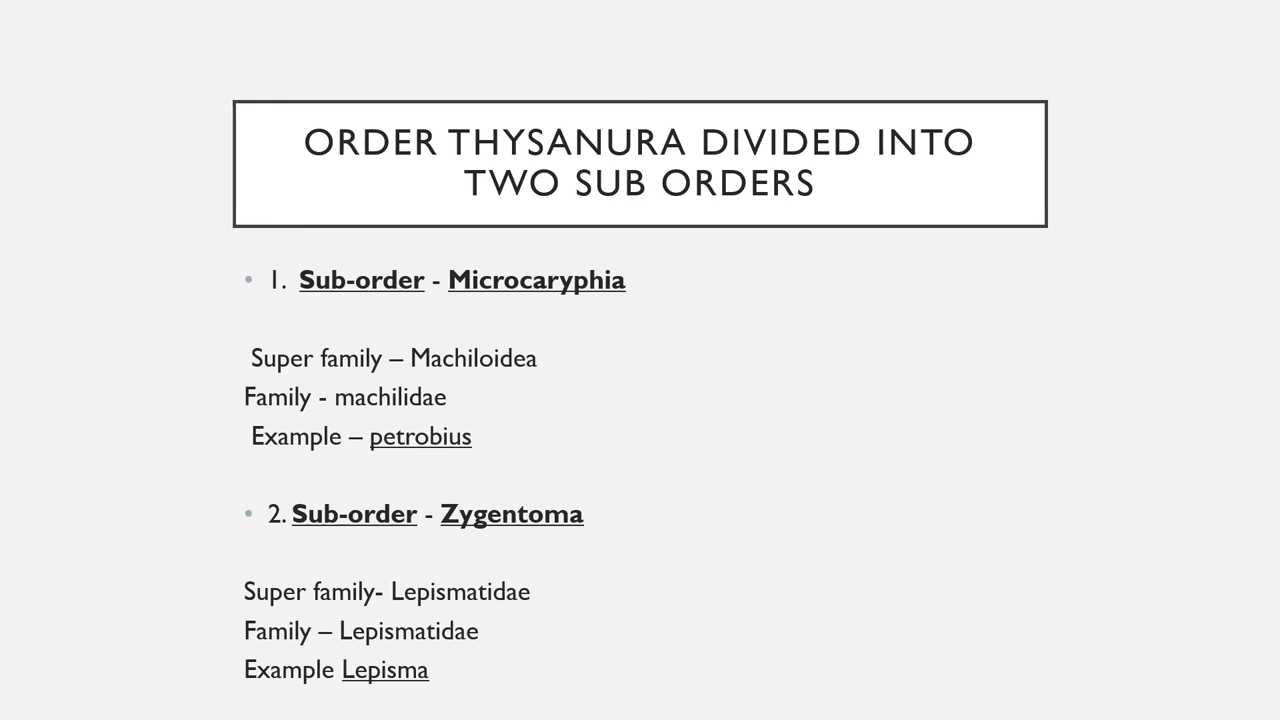 ORDER THYSANURA DIVIDED INTO
TWO SUB ORDERS
• 1. Sub-order - Microcaryphia
Super family – Machiloidea
Family - machilidae
Example – petrobius
• 2. Sub-order - Zygentoma
Super family- Lepismatidae
Family – Lepismatidae
Example Lepisma